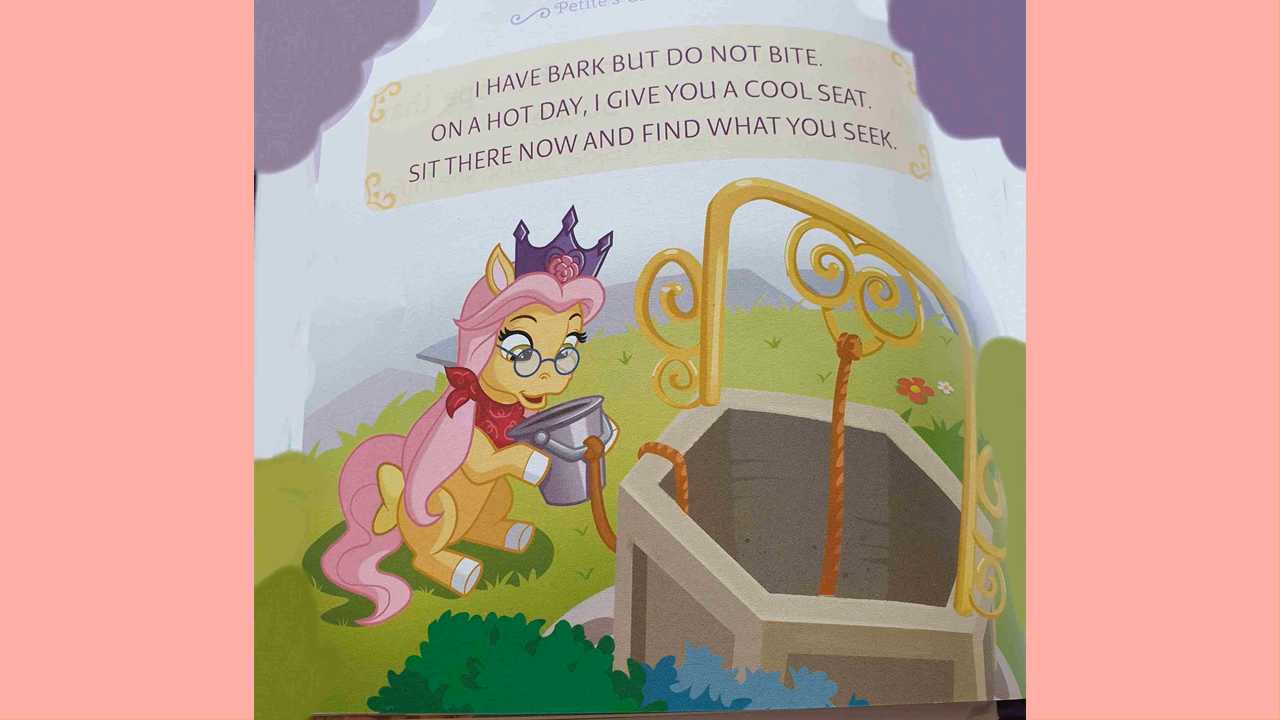 Petite's
I HAVE BARK BUT DO NOT BITE.
ON A HOT DAY, I GIVE YOU A COOL SEAT.
SIT THERE NOW AND FIND WHAT YOU SEEK.